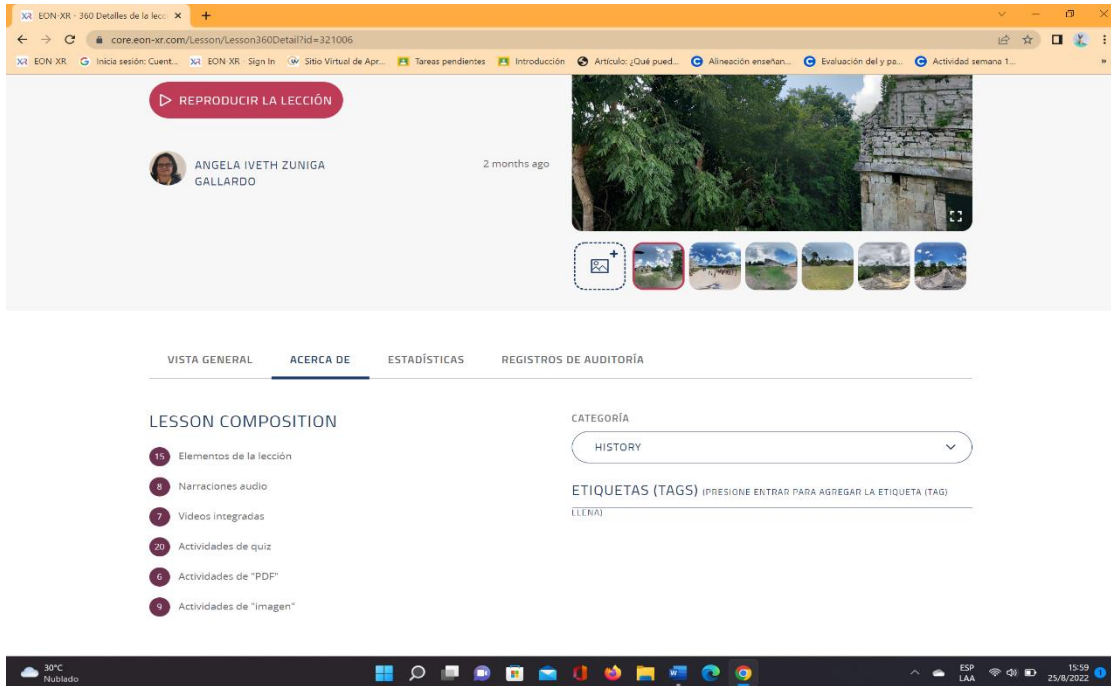 XR EON-XR - 360 Detalles de la lecc
core.eon-xr.com/Lesson/Lesson360Detail?id=321006
XR EON XR G Inicia sesión: Cuent... XR EON-XR - Sign In Sitio Virtual de Apr... Tareas pendientes Introducción Artículo: ¿Qué pued... Alineación enseñan... Evaluación del y pa... Actividad semana 1... »
REPRODUCIR LA LECCIÓN
ANGELA IVETH ZUNIGA
GALLARDO
2 months ago
VISTA GENERAL ACERCA DE ESTADÍSTICAS REGISTROS DE AUDITORÍA
LESSON COMPOSITION
15 Elementos de la lección
8 Narraciones audio
7 Videos integradas
20 Actividades de quiz
6 Actividades de "PDF"
9 Actividades de "imagen"
CATEGORÍA
HISTORY
ETIQUETAS (TAGS) (PRESIONE ENTRAR PARA AGREGAR LA ETIQUETA (TAG)
LLENA)
30°C
Nublado
ESP
LAA
15:59
25/8/2022
1